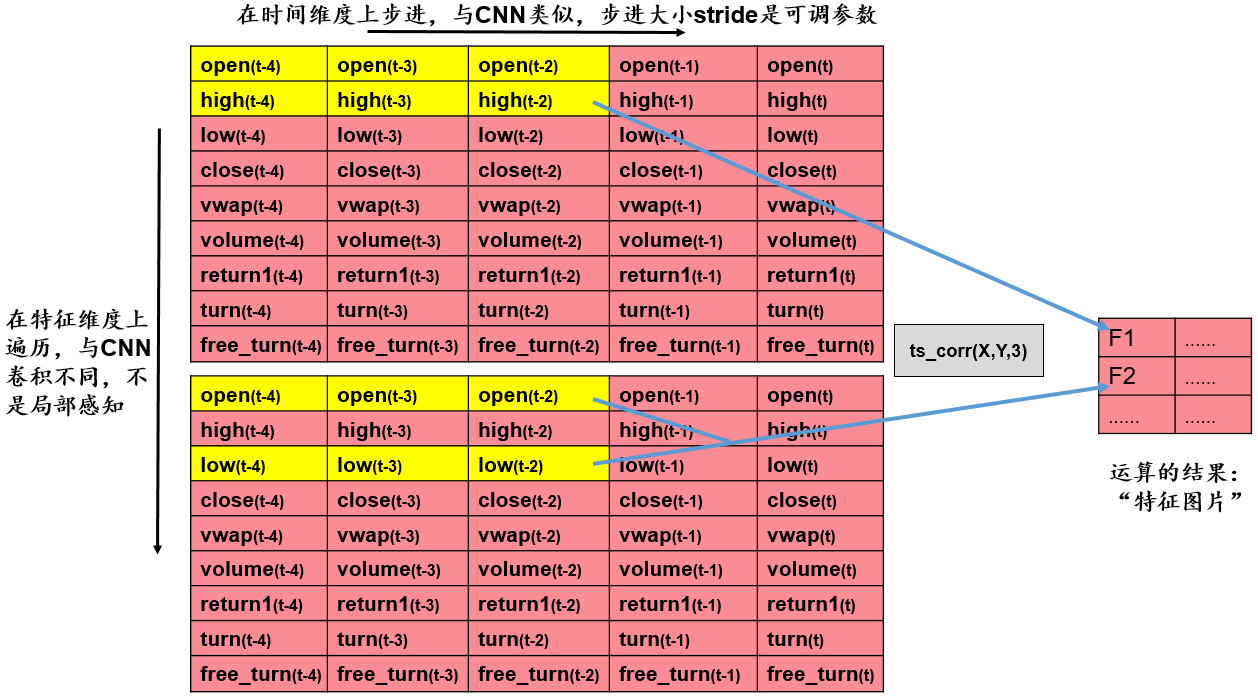 在时间维度上步进，与CNN类似，步进大小stride是可调参数
open(t-4) open(t-3) open(t-2) open(t-1) open(t)
high(t-4) high(t-3) high(t-2) high(t-1) high(t)
low(t-4) low(t-3) low(t-2) low(t-1) low(t)
close(t-4) close(t-3) close(t-2) close(t-1) close(t)
vwap(t-4) vwap(t-3) vwap(t-2) vwap(t-1) vwap(t)
volume(t-4) volume(t-3) volume(t-2) volume(t-1) volume(t)
return1(t-4) return1(t-3) return1(t-2) return1(t-1) return1(t)
turn(t-4) turn(t-3) turn(t-2) turn(t-1) turn(t)
free_turn(t-4) free_turn(t-3) free_turn(t-2) free_turn(t-1) free_turn(t)
在特征维度上
遍历，与CNN
卷积不同，不
是局部感知
open(t-4) open(t-3) open(t-2) open(t-1) open(t)
high(t-4) high(t-3) high(t-2) high(t-1) high(t)
low(t-4) low(t-3) low(t-2) low(t-1) low(t)
close(t-4) close(t-3) close(t-2) close(t-1) close(t)
vwap(t-4) vwap(t-3) vwap(t-2) vwap(t-1) vwap(t)
volume(t-4) volume(t-3) volume(t-2) volume(t-1) volume(t)
return1(t-4) return1(t-3) return1(t-2) return1(t-1) return1(t)
turn(t-4) turn(t-3) turn(t-2) turn(t-1) turn(t)
free_turn(t-4) free_turn(t-3) free_turn(t-2) free_turn(t-1) free_turn(t)
ts_corr(X,Y,3)
F1 ......
F2 ......
...... ......
运算的结果：
“特征图片”